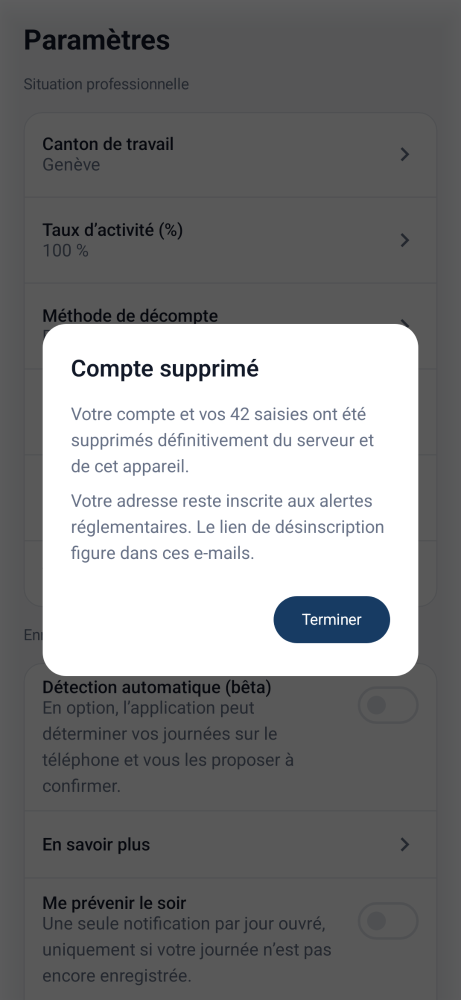 Paramètres
Situation professionnelle
Canton de travail
Genève
Taux d’activité (%)
100 %
Méthode de décompte
Compte supprimé
Votre compte et vos 42 saisies ont été
supprimés définitivement du serveur et
de cet appareil.
Votre adresse reste inscrite aux alertes
réglementaires. Le lien de désinscription
figure dans ces e-mails.
Terminer
Détection automatique (bêta)
En option, l’application peut
déterminer vos journées sur le
téléphone et vous les proposer à
confirmer.
En savoir plus
Me prévenir le soir
Une seule notification par jour ouvré,
uniquement si votre journée n’est pas
encore enregistrée.